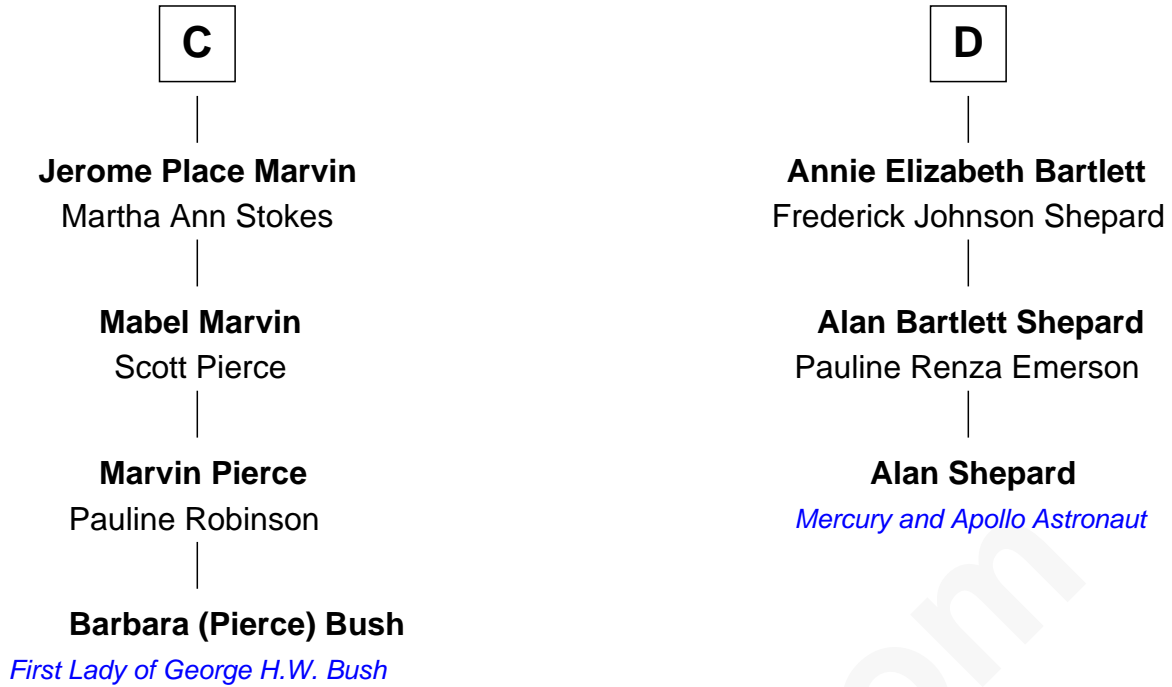 C
Jerome Place Marvin
Martha Ann Stokes
Mabel Marvin
Scott Pierce
Marvin Pierce
Pauline Robinson
Barbara (Pierce) Bush
First Lady of George H.W. Bush
D
Annie Elizabeth Bartlett
Frederick Johnson Shepard
Alan Bartlett Shepard
Pauline Renza Emerson
Alan Shepard
Mercury and Apollo Astronaut
om